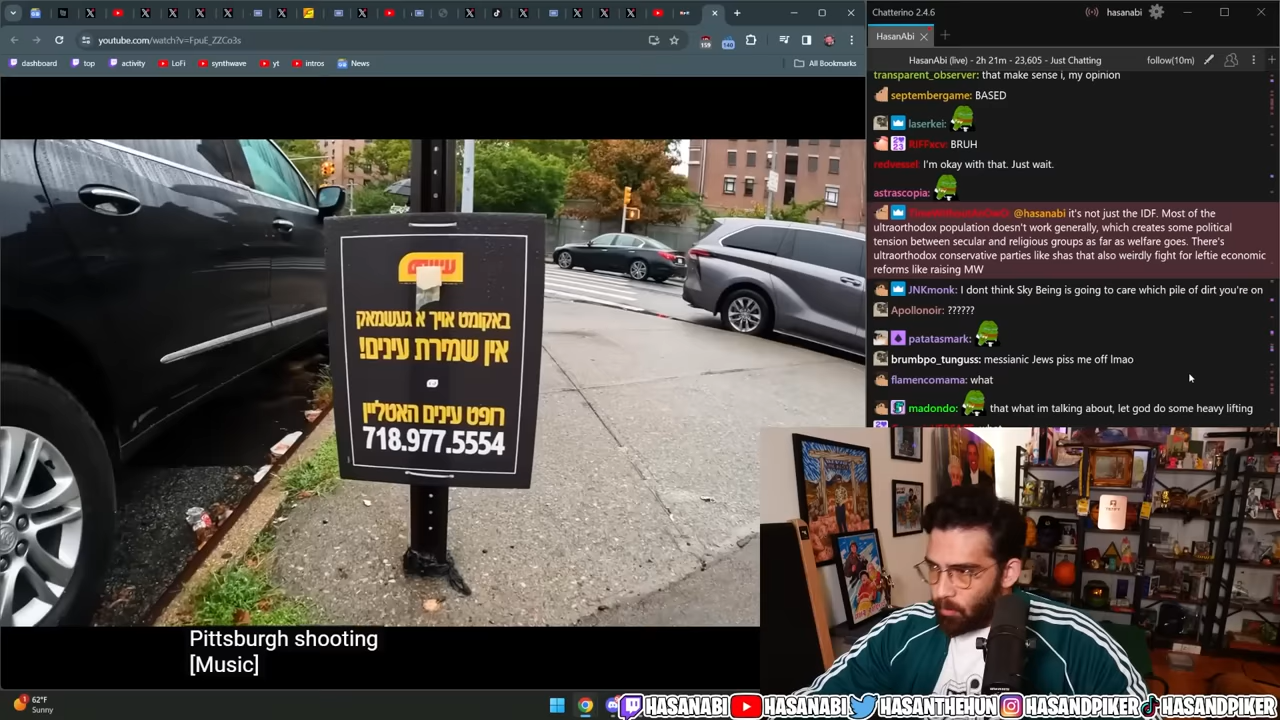 Chatterino 2.4.6
hasanabi
HasanAbi
youtube.com/watch?v=FpuE_ZZCo3s
HasanAbi (live) - 2h 21m - 23,605 - Just Chatting
follow(10m)
dashboard
top
activity
LoFi
synthwave
yt
intros
News
All Bookmarks
159
140
transparent_observer: that make sense i, my opinion
septembergame: BASED
laserkei:
RIFFxcv: BRUH
redvessel: I'm okay with that. Just wait.
astrascopia:
@hasanabi it's not just the IDF. Most of the
ultraorthodox population doesn't work generally, which creates some political
tension between secular and religious groups as far as welfare goes. There's
ultraorthodox conservative parties like shas that also weirdly fight for leftie economic
reforms like raising MW
JNKmonk: I dont think Sky Being is going to care which pile of dirt you're on
Apollonoir: ??????
patatasmark:
brumbpo_tunguss: messianic Jews piss me off lmao
flamencomama: what
madondo: that what im talking about, let god do some heavy lifting
באקומט אויך א געשמאק
אין שמירת עינים!
רופט עינים האטליין
718.977.5554
Pittsburgh shooting
[Music]
62°F
Sunny
HASANABI
HASANABI
HASANTHEHUN
HASANDPIKER
HASANDPIKER